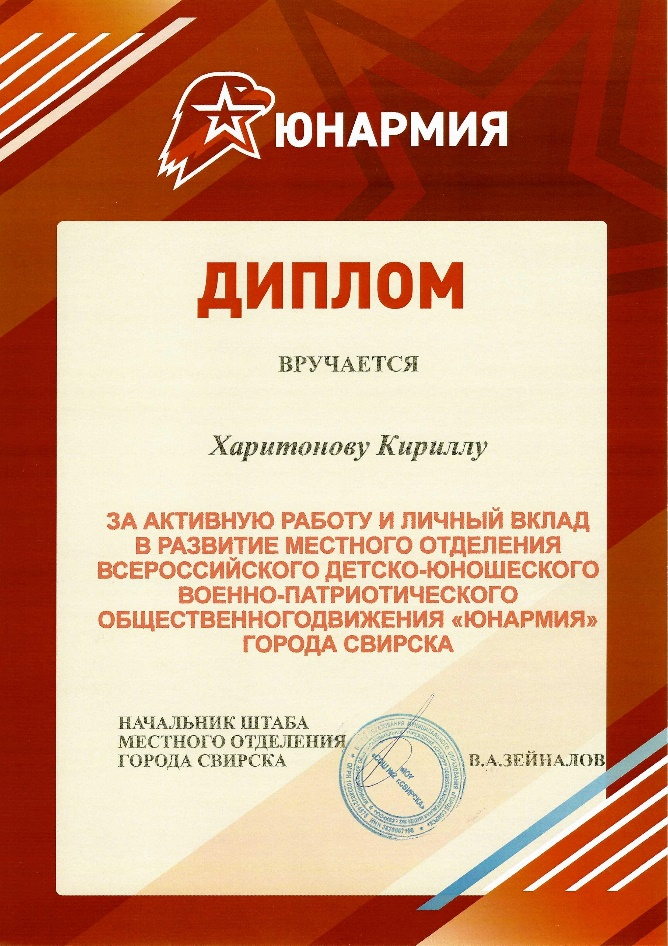 ЮНАРМИЯ
ДИПЛОМ
ВРУЧАЕТСЯ
Харитонову Кириллу
ЗА АКТИВНУЮ РАБОТУ И ЛИЧНЫЙ ВКЛАД
В РАЗВИТИЕ МЕСТНОГО ОТДЕЛЕНИЯ
ВСЕРОССИЙСКОГО ДЕТСКО-ЮНОШЕСКОГО
ВОЕННО-ПАТРИОТИЧЕСКОГО
ОБЩЕСТВЕННОГОДВИЖЕНИЯ «ЮНАРМИЯ»
ГОРОДА СВИРСКА
НАЧАЛЬНИК ШТАБА
МЕСТНОГО ОТДЕЛЕНИЯ
ГОРОДА СВИРСКА
В.А.ЗЕЙНАЛОВ